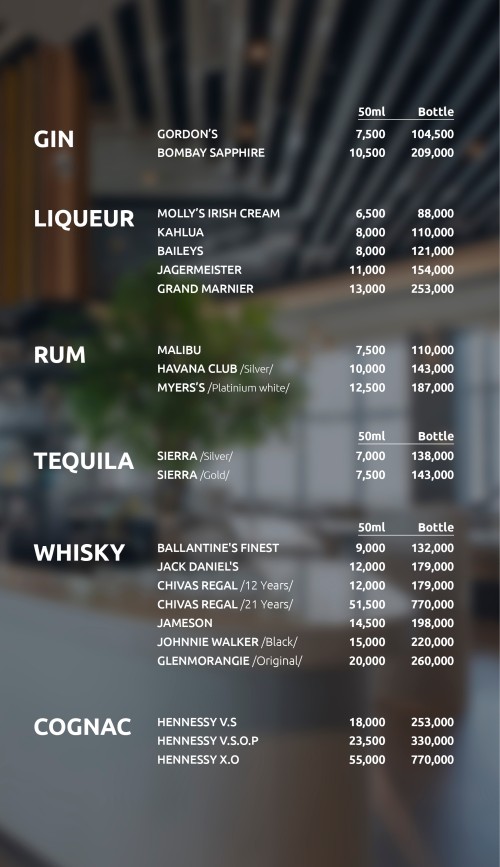 50ml Bottle
GIN GORDON'S 7,500 104,500
BOMBAY SAPPHIRE 10,500 209,000
LIQUEUR MOLLY'S IRISH CREAM 6,500 88,000
KAHLUA 8,000 110,000
BAILEYS 8,000 121,000
JAGERMEISTER 11,000 154,000
GRAND MARNIER 13,000 253,000
RUM MALIBU 7,500 110,000
HAVANA CLUB /Silver/ 10,000 143,000
MYERS'S /Platinium white/ 12,500 187,000
50ml Bottle
TEQUILA SIERRA /Silver/ 7,000 138,000
SIERRA /Gold/ 7,500 143,000
50ml Bottle
WHISKY BALLANTINE'S FINEST 9,000 132,000
JACK DANIEL'S 12,000 179,000
CHIVAS REGAL /12 Years/ 12,000 179,000
CHIVAS REGAL /21 Years/ 51,500 770,000
JAMESON 14,500 198,000
JOHNNIE WALKER /Black/ 15,000 220,000
GLENMORANGIE /Original/ 20,000 260,000
COGNAC HENNESSY V.S 18,000 253,000
HENNESSY V.S.O.P 23,500 330,000
HENNESSY X.O 55,000 770,000